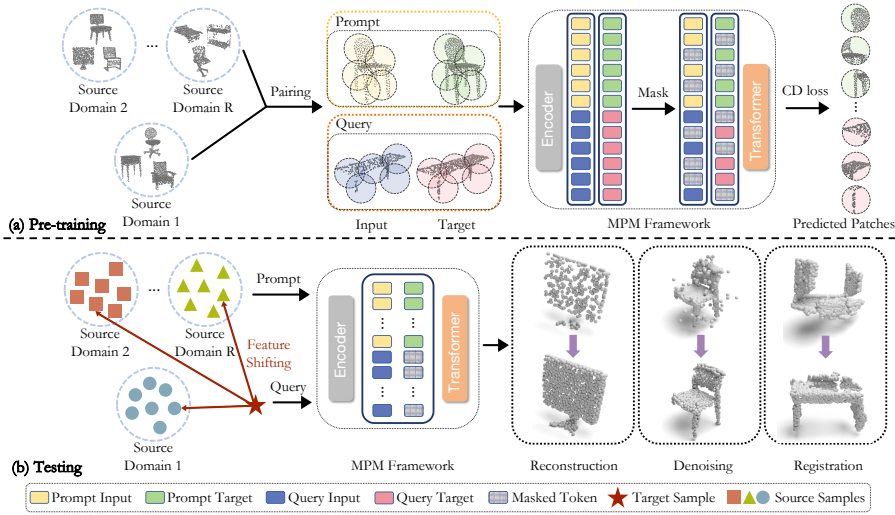 Source
Domain 2
...
Source
Domain R
Source
Domain 1
Pairing
Prompt
Query
Input
Target
Encoder
Mask
Transformer
MPM Framework
CD loss
Predicted Patches
(a) Pre-training
Source
Domain 2
...
Source
Domain R
Source
Domain 1
Prompt
Feature
Shifting
Query
Encoder
Transformer
MPM Framework
Reconstruction
Denoising
Registration
(b) Testing
Prompt Input
Prompt Target
Query Input
Query Target
Masked Token
Target Sample
Source Samples